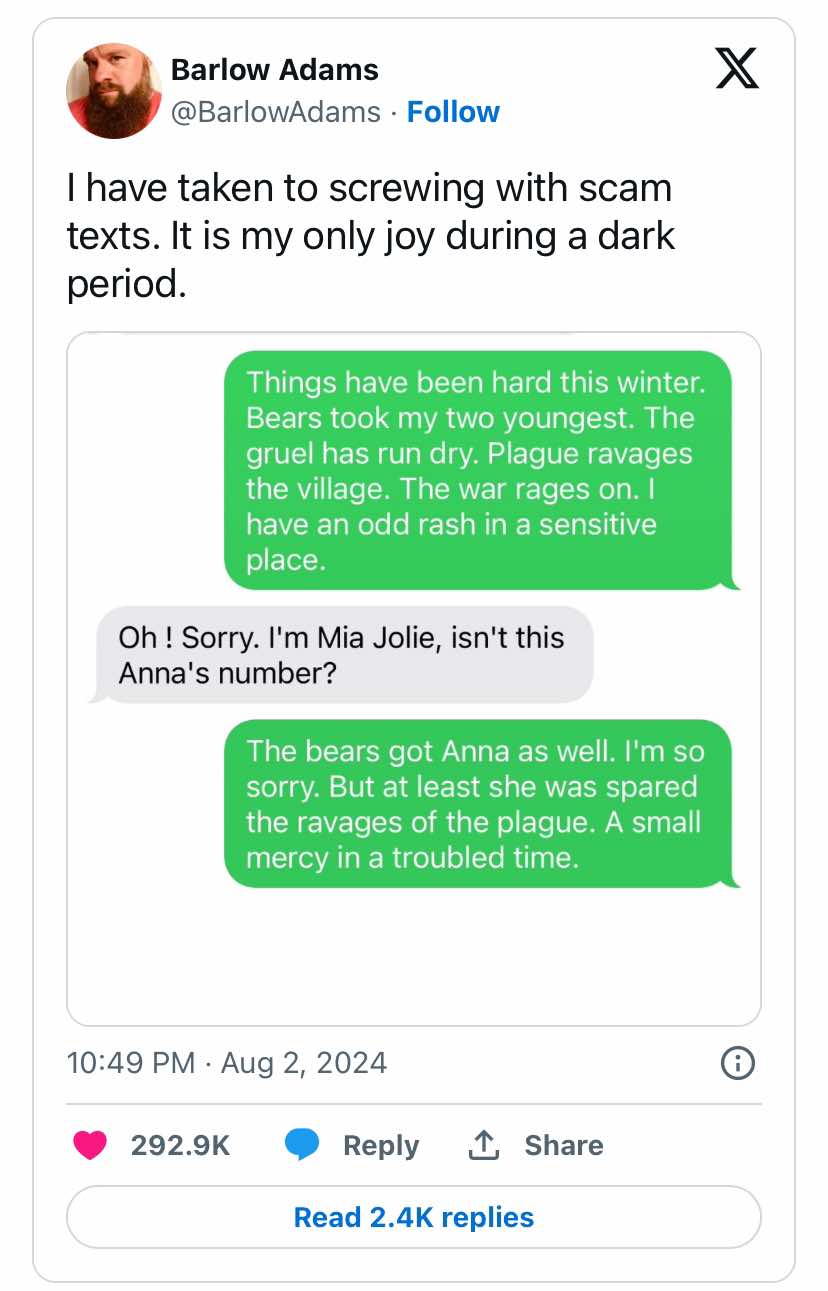 Barlow Adams
@BarlowAdams · Follow
I have taken to screwing with scam
texts. It is my only joy during a dark
period.
Things have been hard this winter.
Bears took my two youngest. The
gruel has run dry. Plague ravages
the village. The war rages on. I
have an odd rash in a sensitive
place.
Oh ! Sorry. I'm Mia Jolie, isn't this
Anna's number?
The bears got Anna as well. I'm so
sorry. But at least she was spared
the ravages of the plague. A small
mercy in a troubled time.
10:49 PM · Aug 2, 2024
292.9K Reply Share
Read 2.4K replies